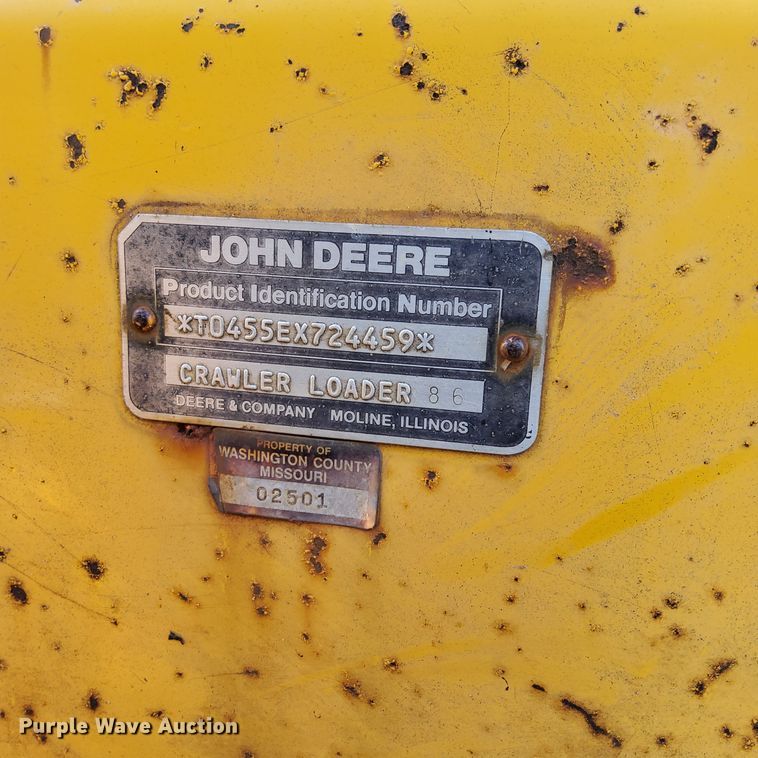 JOHN DEERE
Product Identification Number
*T0455EX724459*
CRAWLER LOADER 86
DEERE & COMPANY MOLINE, ILLINOIS
PROPERTY OF
WASHINGTON COUNTY
MISSOURI
02501
Purple Wave Auction